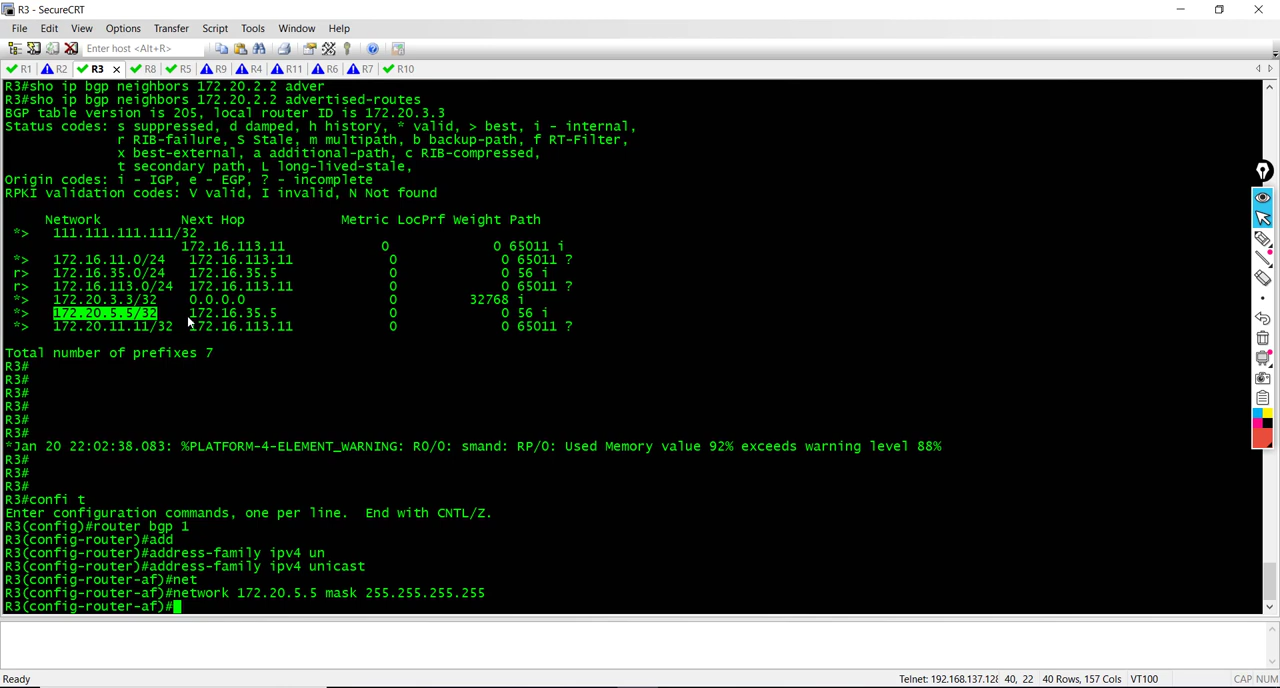 R3 - SecureCRT
File Edit View Options Transfer Script Tools Window Help
Enter host <Alt+R>
R1 R2 R3 R8 R5 R9 R4 R11 R6 R7 R10
R3#sho ip bgp neighbors 172.20.2.2 adver
R3#sho ip bgp neighbors 172.20.2.2 advertised-routes
BGP table version is 205, local router ID is 172.20.3.3
Status codes: s suppressed, d damped, h history, * valid, > best, i - internal,
r RIB-failure, S Stale, m multipath, b backup-path, f RT-Filter,
x best-external, a additional-path, c RIB-compressed,
t secondary path, L long-lived-stale,
Origin codes: i - IGP, e - EGP, ? - incomplete
RPKI validation codes: V valid, I invalid, N Not found
Network Next Hop Metric LocPrf Weight Path
*> 111.111.111.111/32
172.16.113.11 0 0 65011 i
*> 172.16.11.0/24 172.16.113.11 0 0 65011 ?
r> 172.16.35.0/24 172.16.35.5 0 0 56 i
r> 172.16.113.0/24 172.16.113.11 0 0 65011 ?
*> 172.20.3.3/32 0.0.0.0 0 32768 i
*> 172.20.5.5/32 172.16.35.5 0 0 56 i
*> 172.20.11.11/32 172.16.113.11 0 0 65011 ?
Total number of prefixes 7
R3#
R3#
R3#
R3#
R3#
R3#
*Jan 20 22:02:38.083: %PLATFORM-4-ELEMENT_WARNING: R0/0: smand: RP/0: Used Memory value 92% exceeds warning level 88%
R3#
R3#
R3#
R3#confi t
Enter configuration commands, one per line. End with CNTL/Z.
R3(config)#router bgp 1
R3(config-router)#add
R3(config-router)#address-family ipv4 un
R3(config-router)#address-family ipv4 unicast
R3(config-router-af)#net
R3(config-router-af)#network 172.20.5.5 mask 255.255.255.255
R3(config-router-af)#
Ready Telnet: 192.168.137.128 40, 22 40 Rows, 157 Cols VT100 CAP NUM